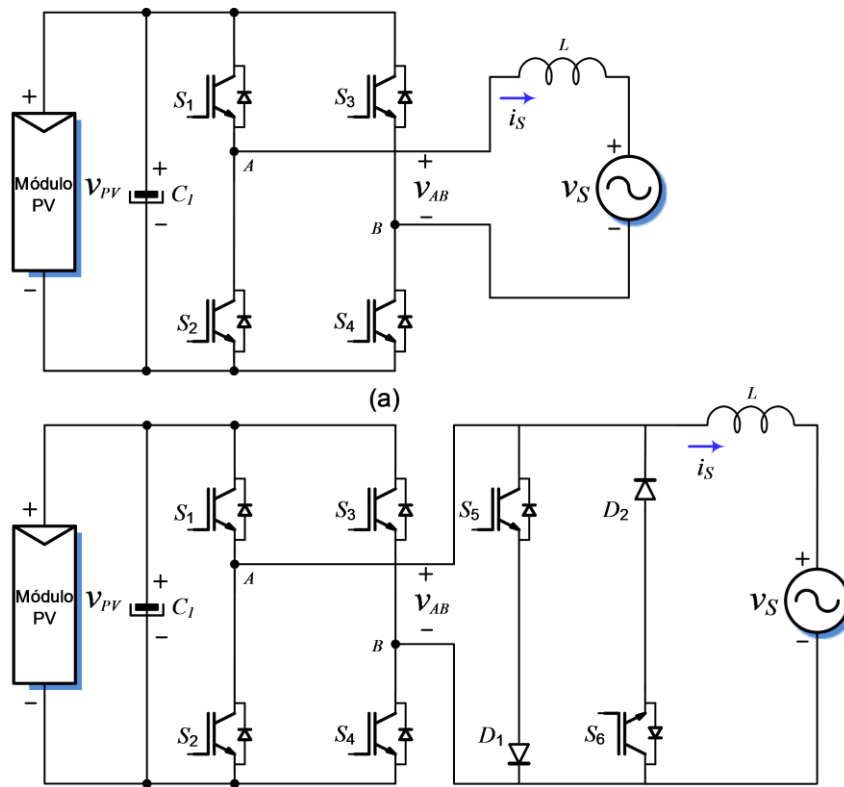 L
S1
S3
+
iS
Módulo PV
vPV
+
C1
A
+
vAB
+
vS
B
−
−
−
−
S2
S4
(a)
L
iS
+
S1
S3
S5
D2
Módulo PV
vPV
+
C1
A
+
vAB
+
vS
−
B
−
−
−
S2
S4
D1
S6